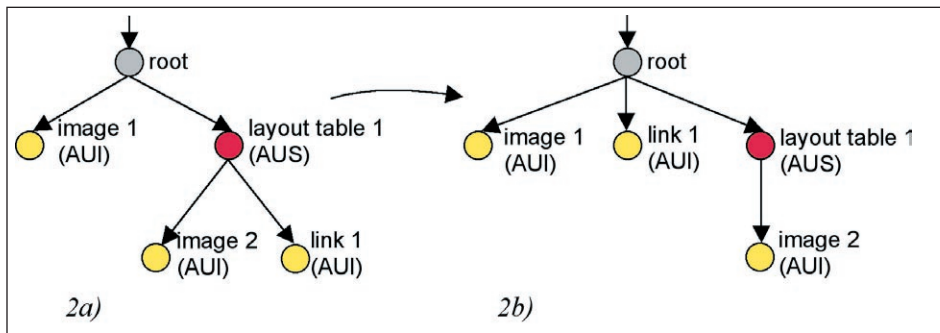 root
image 1
(AUI)
layout table 1
(AUS)
image 2
(AUI)
link 1
(AUI)
2a)
root
image 1
(AUI)
link 1
(AUI)
layout table 1
(AUS)
image 2
(AUI)
2b)